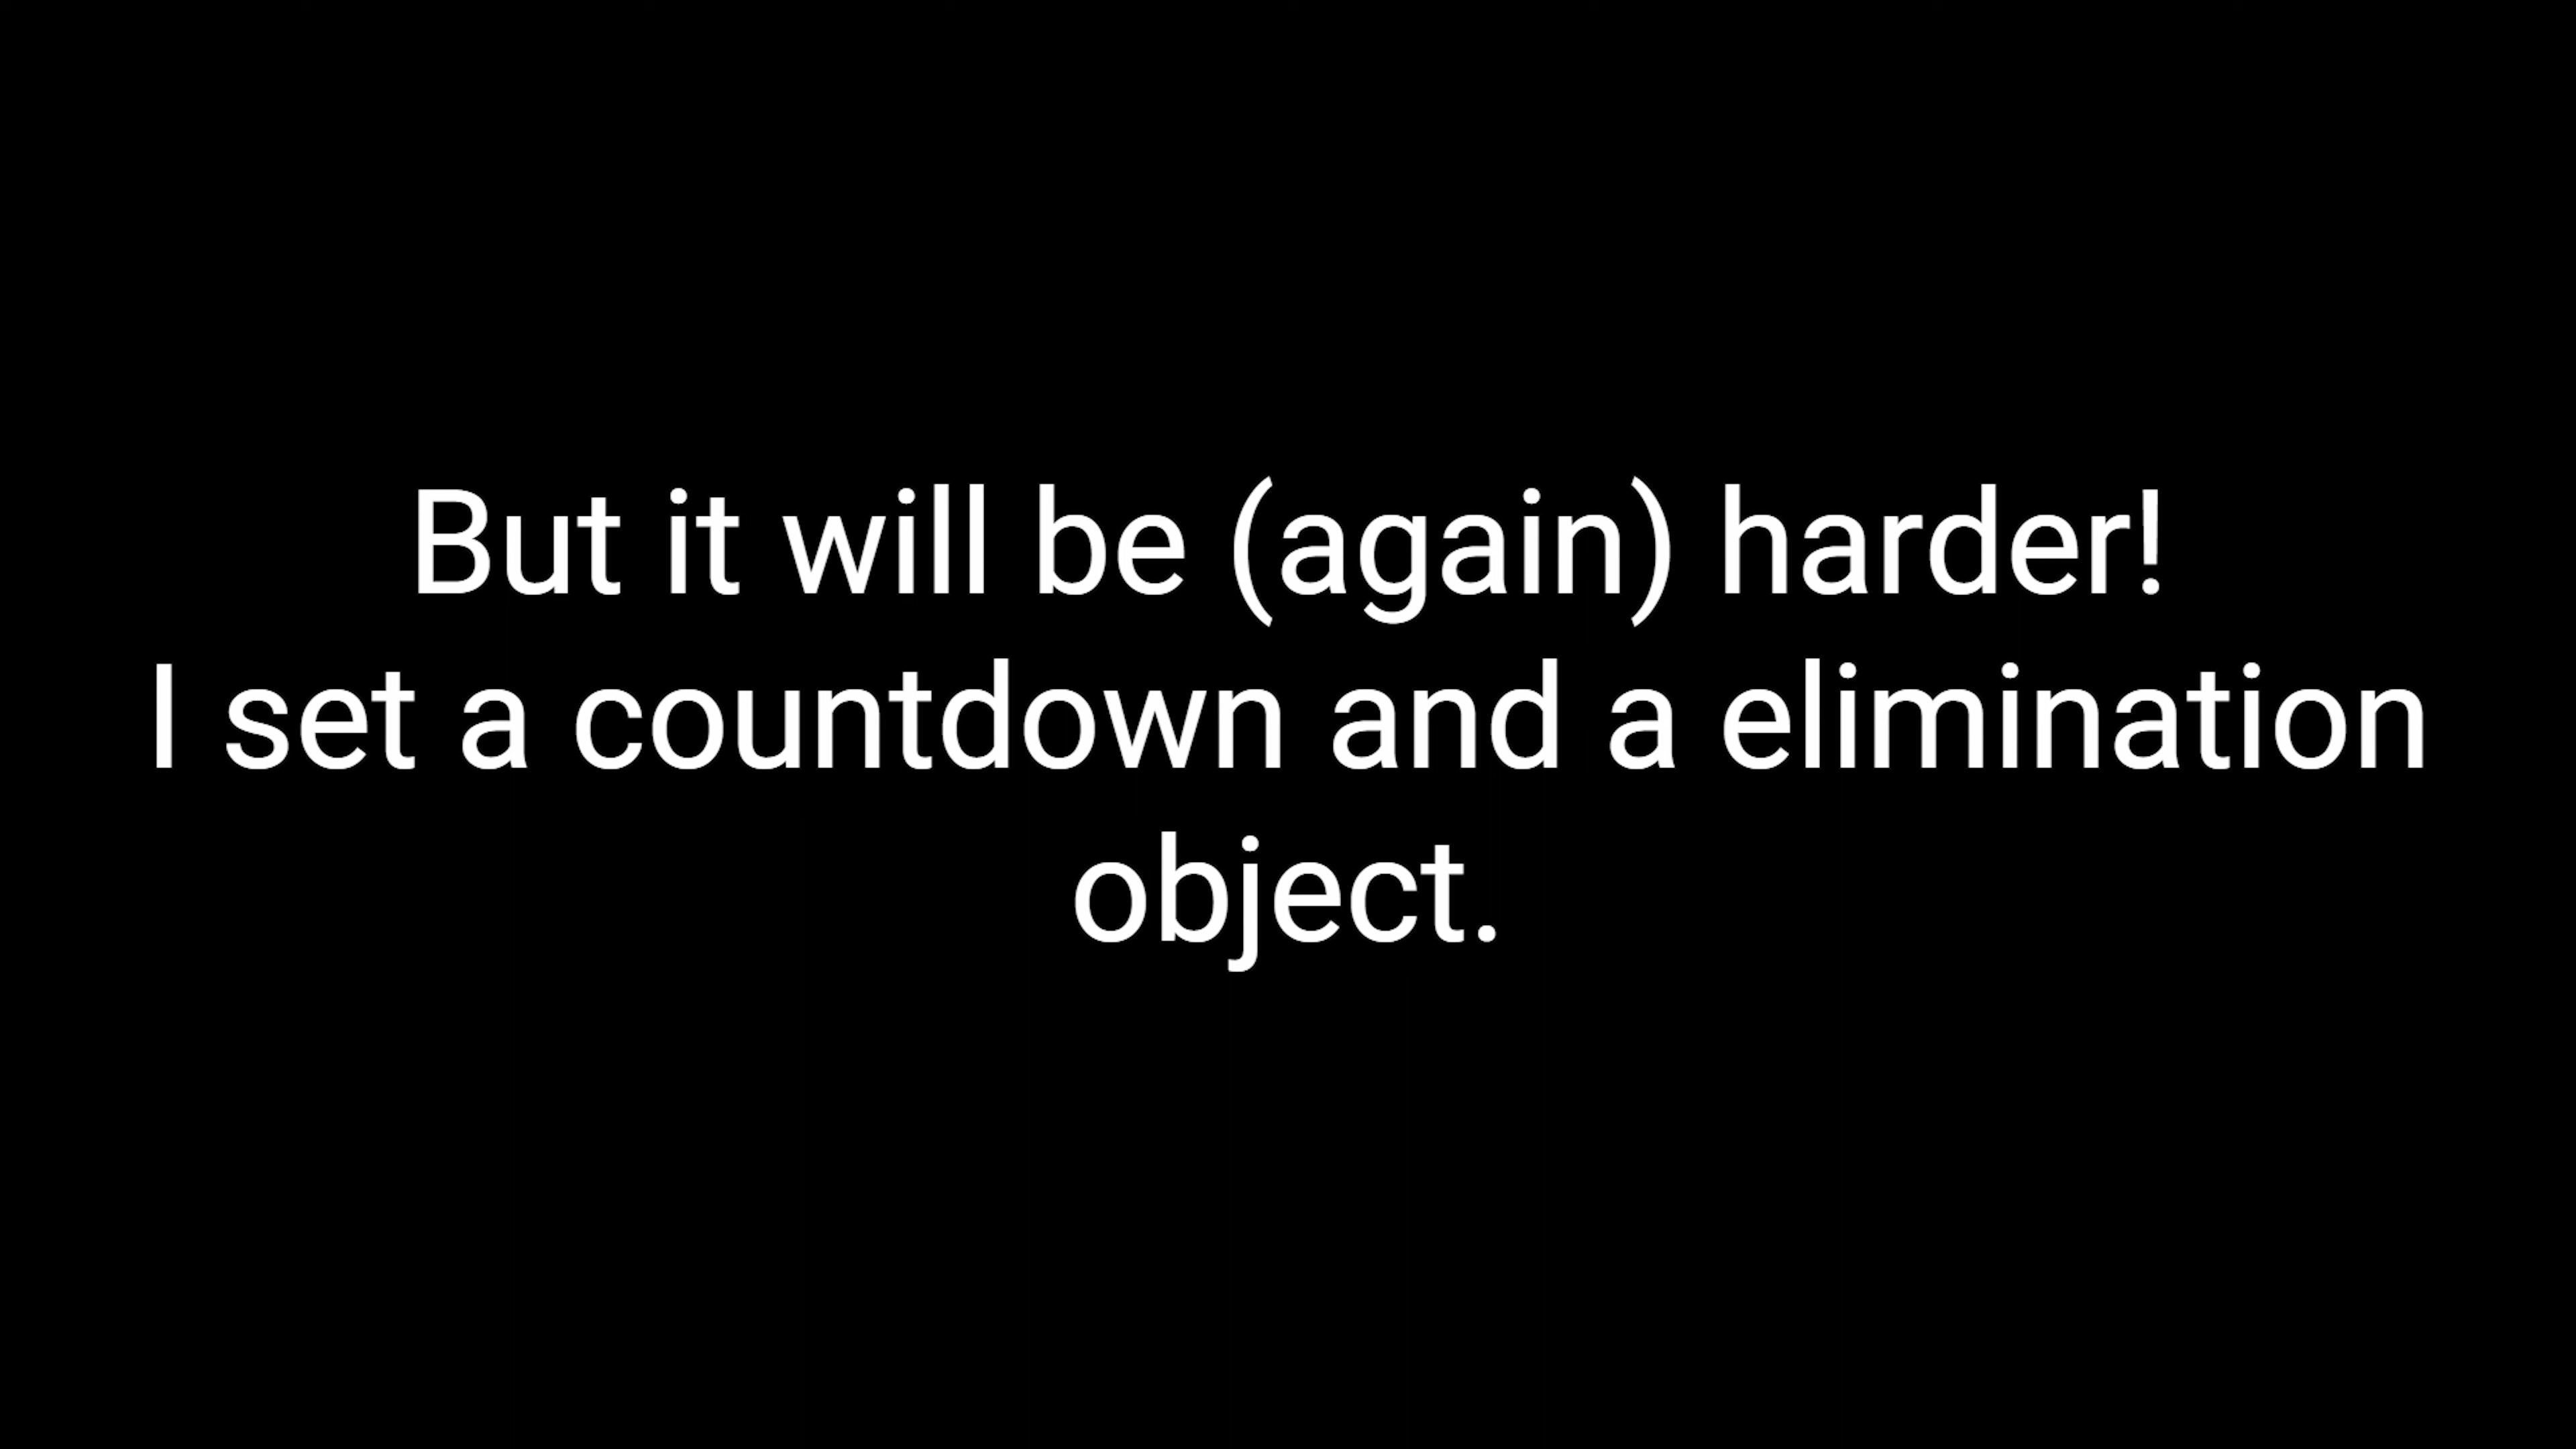 But it will be (again) harder!
I set a countdown and a elimination
object.